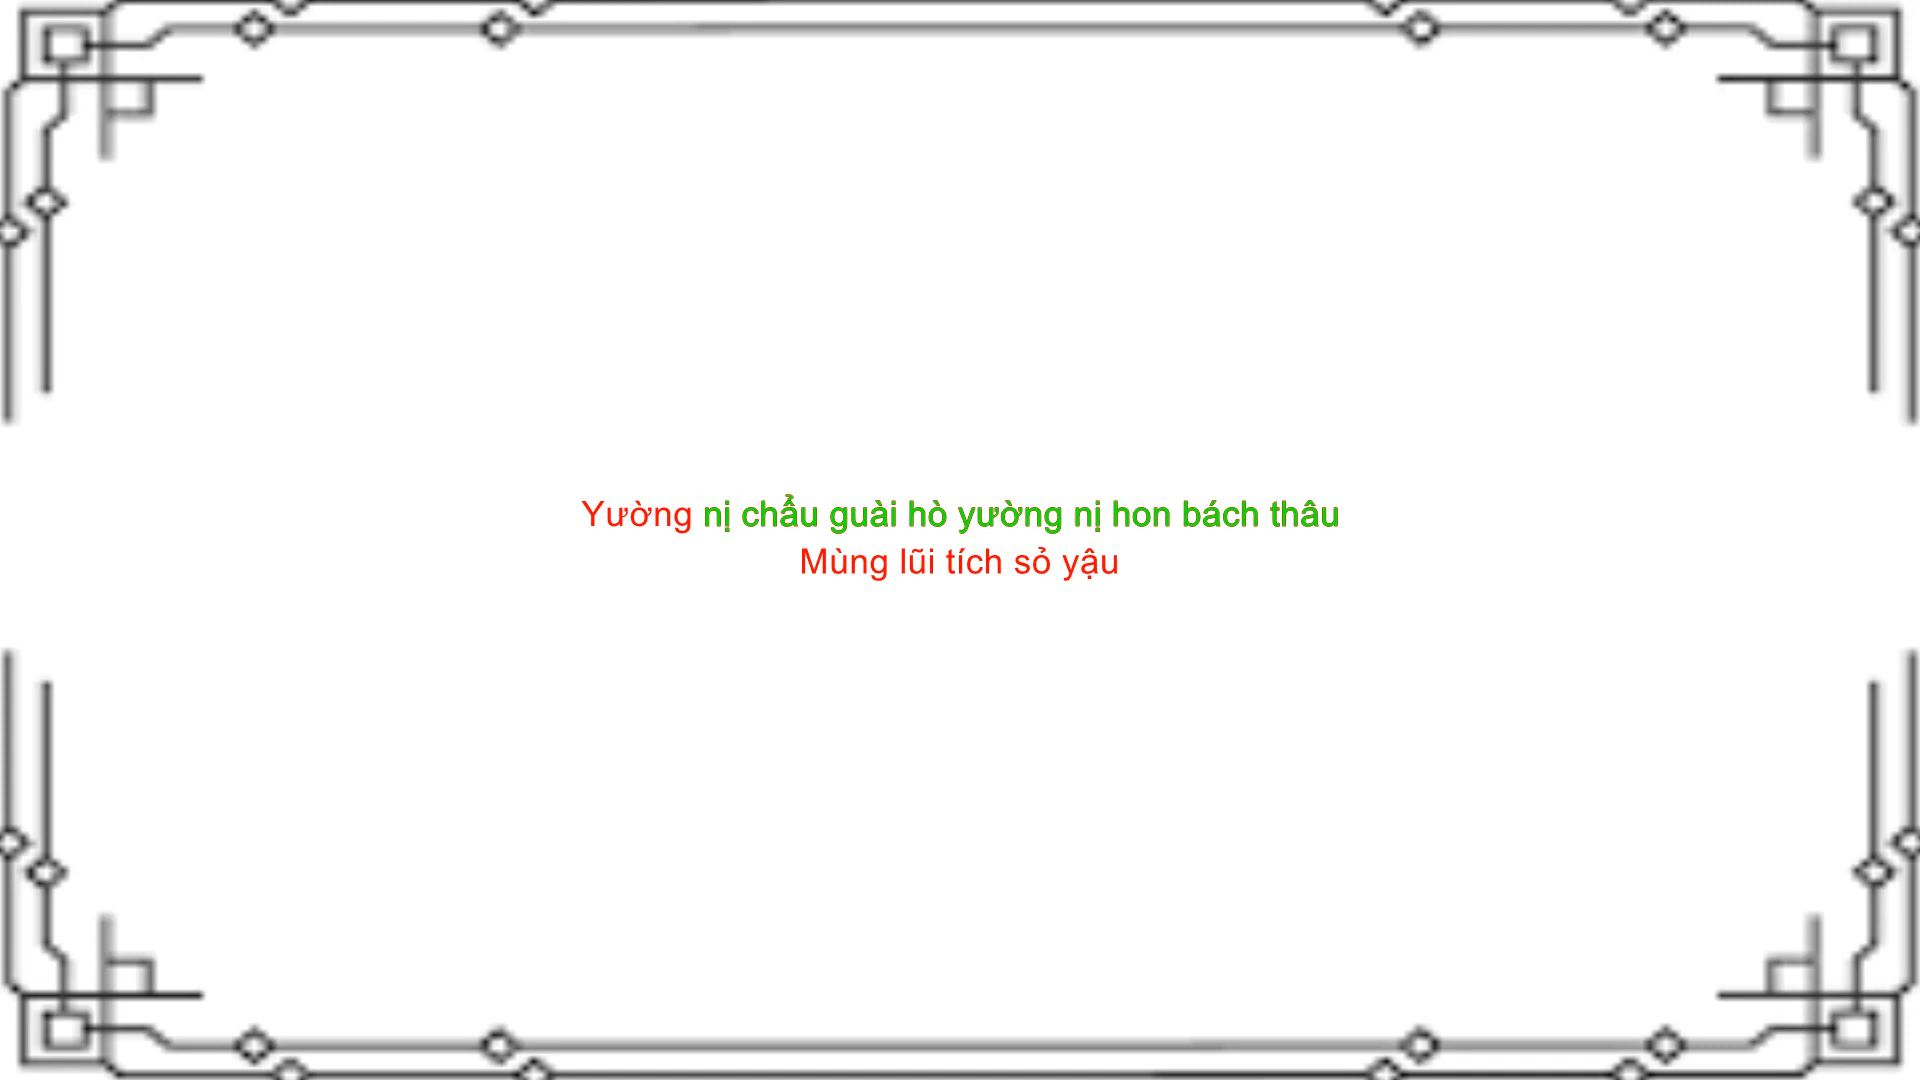 Yường nị chẩu guài hò yường nị hon bách thâu
Mùng lũi tích sỏ yậu